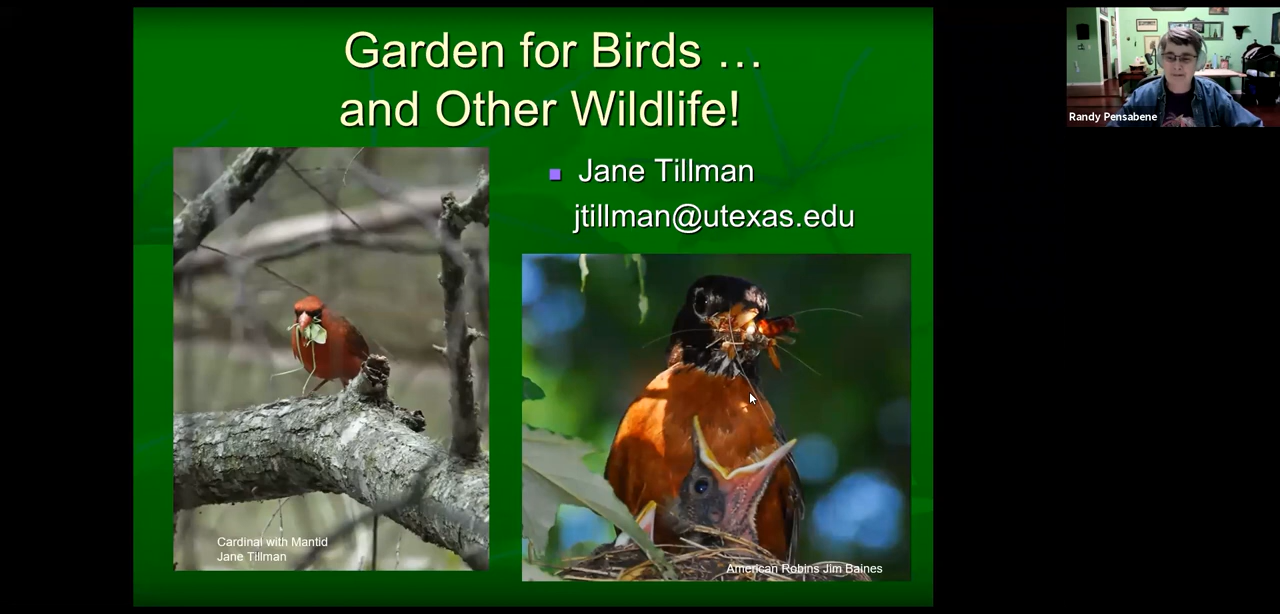 Garden for Birds …
and Other Wildlife!
Jane Tillman
jtillman@utexas.edu
Cardinal with Mantid
Jane Tillman
American Robins Jim Baines
Randy Pensabene